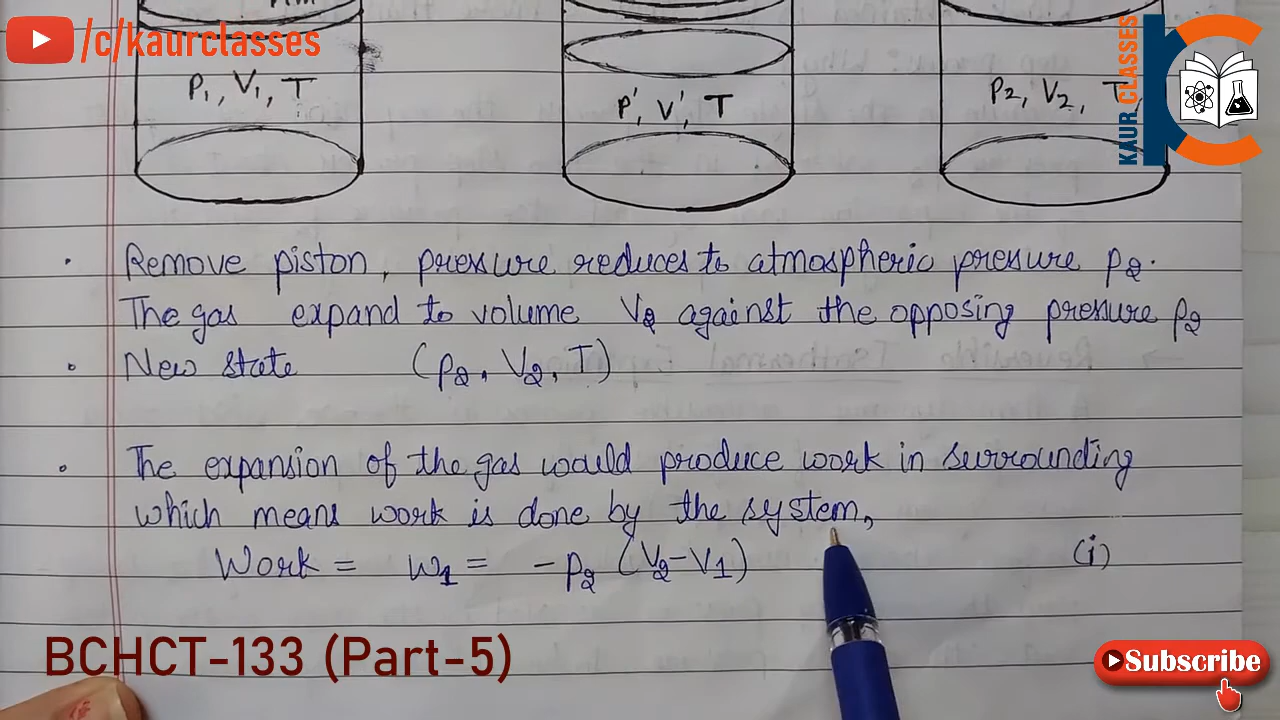 /c/kaurclasses
KAUR CLASSES
P1, V1, T
P', V', T
P2, V2, T
Remove piston, pressure reduces to atmospheric pressure P2.
The gas expand to volume V2 against the opposing pressure P2
• New state (P2, V2, T)
• The expansion of the gas would produce work in surrounding
which means work is done by the system,
Work = w1 = -P2 (V2-V1) (i)
BCHCT-133 (Part-5)
Subscribe